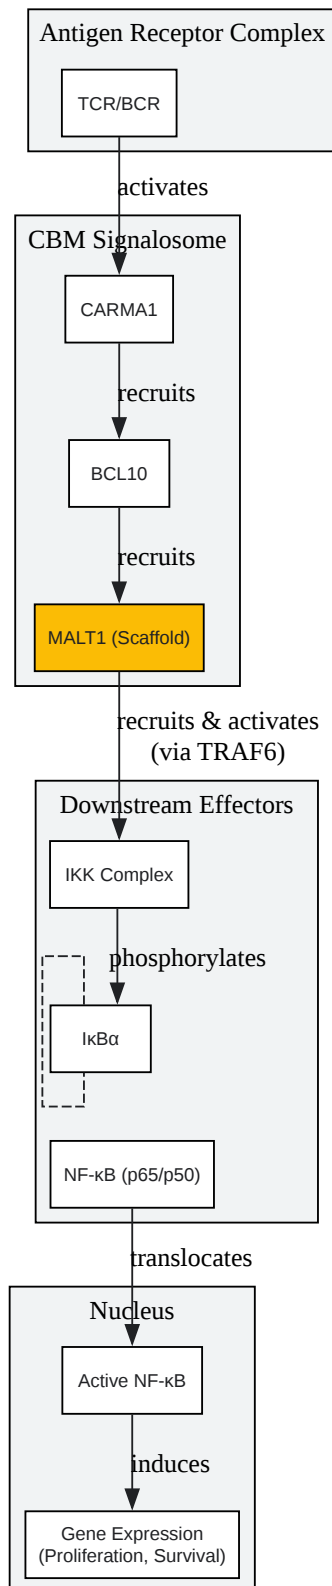 Antigen Receptor Complex
TCR/BCR
activates
CBM Signalosome
CARMA1
recruits
BCL10
recruits
MALT1 (Scaffold)
recruits & activates
(via TRAF6)
Downstream Effectors
IKK Complex
phosphorylates
IκBα
NF-κB (p65/p50)
translocates
Nucleus
Active NF-κB
induces
Gene Expression
(Proliferation, Survival)